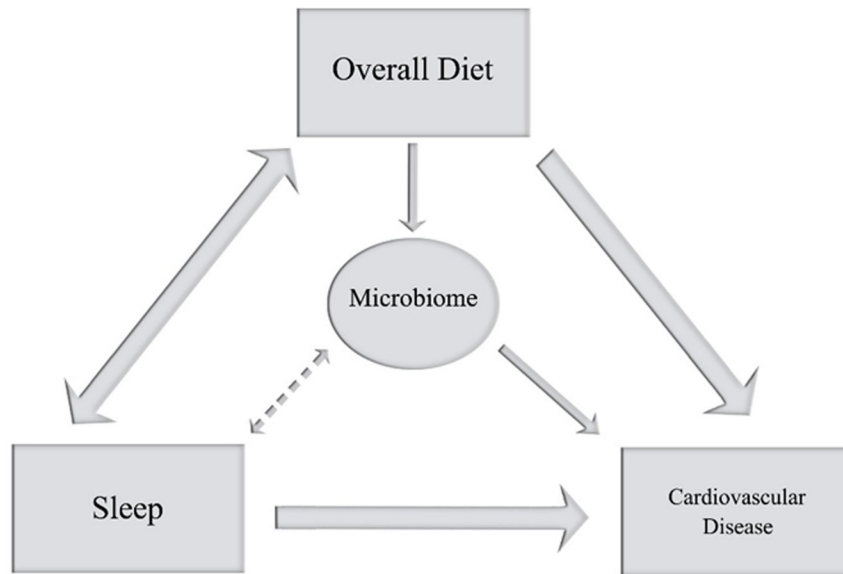 Overall Diet
Microbiome
Sleep
Cardiovascular
Disease